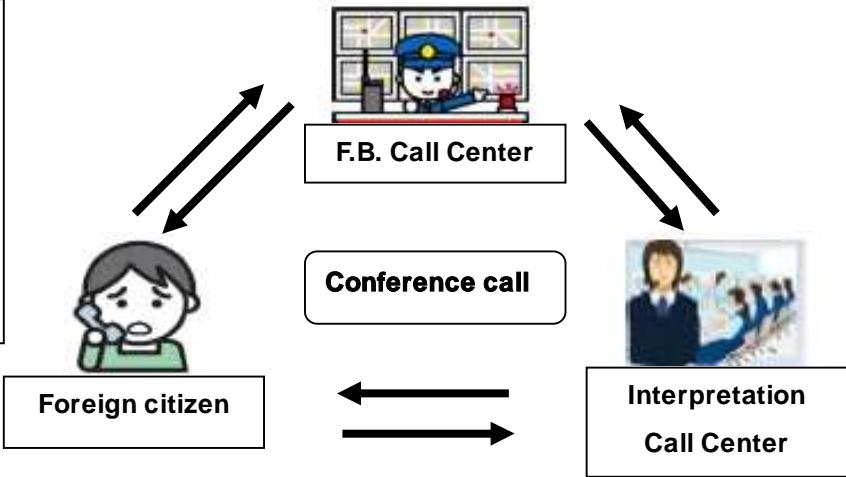 F.B. Call Center
Conference call
Foreign citizen
Interpretation
Call Center